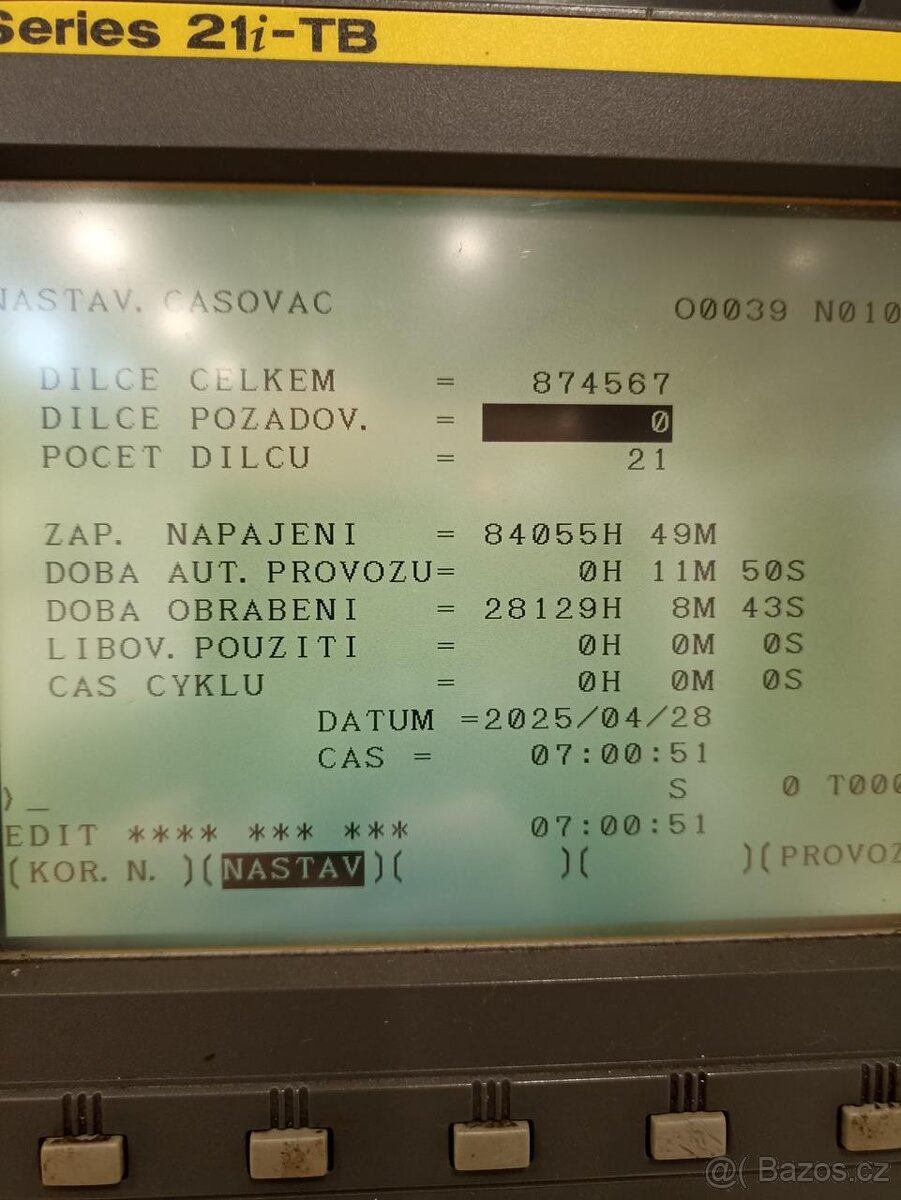 Series 21i-TB
NASTAV. CASOVAC O0039 N010
DILCE CELKEM = 874567
DILCE POZADOV. = 0
POCET DILCU = 21
ZAP. NAPAJENI = 84055H 49M
DOBA AUT. PROVOZU= 0H 11M 50S
DOBA OBRABENI = 28129H 8M 43S
LIBOV. POUZITI = 0H 0M 0S
CAS CYKLU = 0H 0M 0S
DATUM =2025/04/28
CAS = 07:00:51
S 0 T000
>_
EDIT **** *** *** 07:00:51
(KOR. N. )(NASTAV)( )( )(PROVOZ
@( Bazos.cz